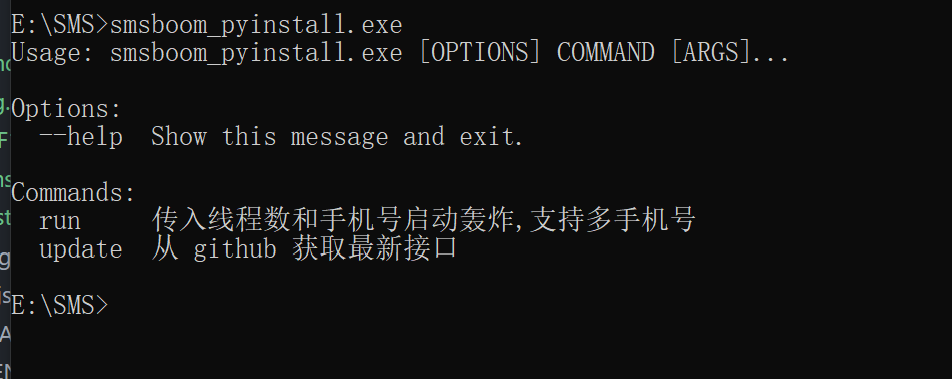 E:\SMS>smsboom_pyinstall.exe
Usage: smsboom_pyinstall.exe [OPTIONS] COMMAND [ARGS]...
Options:
--help Show this message and exit.
Commands:
run 传入线程数和手机号启动轰炸,支持多手机号
update 从 github 获取最新接口
E:\SMS>